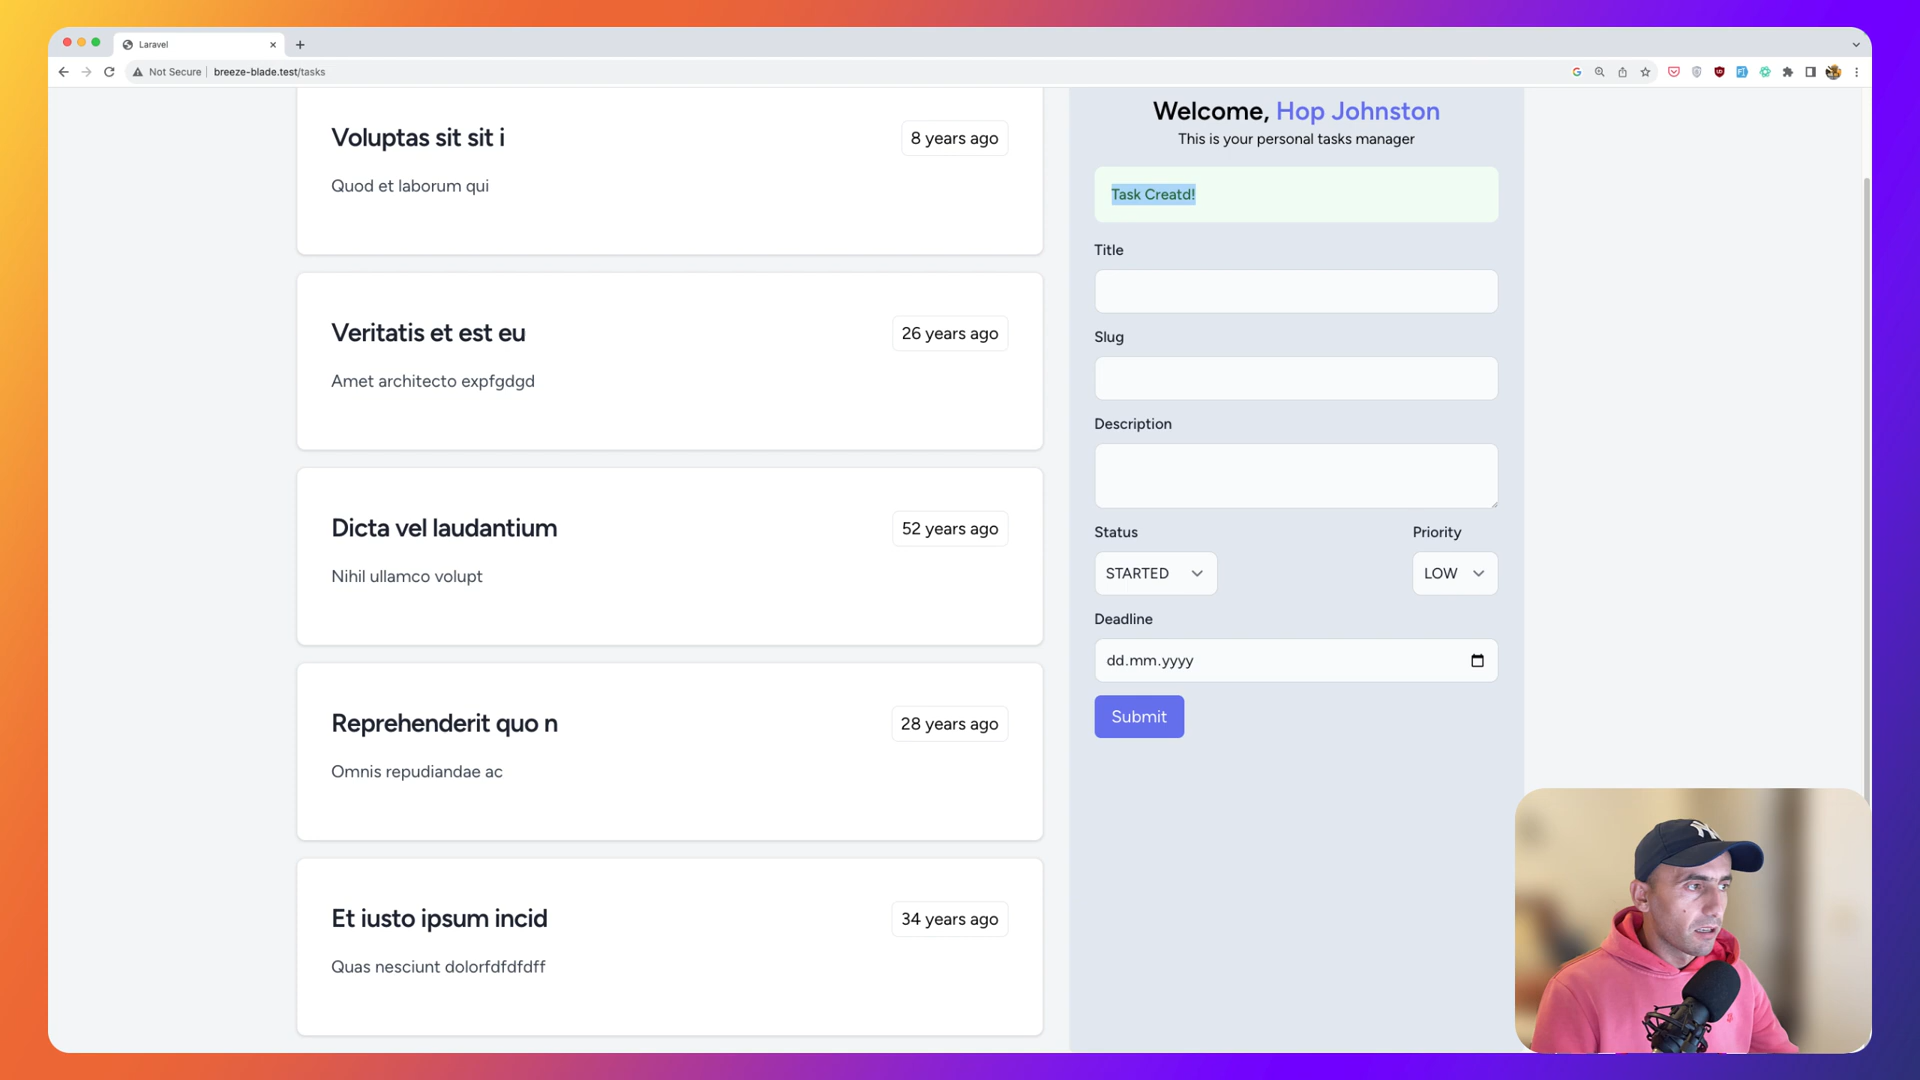 Laravel
Not Secure
breeze-blade.test/tasks
Voluptas sit sit i
8 years ago
Quod et laborum qui
Veritatis et est eu
26 years ago
Amet architecto expfgdgd
Dicta vel laudantium
52 years ago
Nihil ullamco volupt
Reprehenderit quo n
28 years ago
Omnis repudiandae ac
Et iusto ipsum incid
34 years ago
Quas nesciunt dolorfdfdfdff
Welcome, Hop Johnston
This is your personal tasks manager
Task Creatd!
Title
Slug
Description
Status
Priority
STARTED
LOW
Deadline
dd.mm.yyyy
Submit